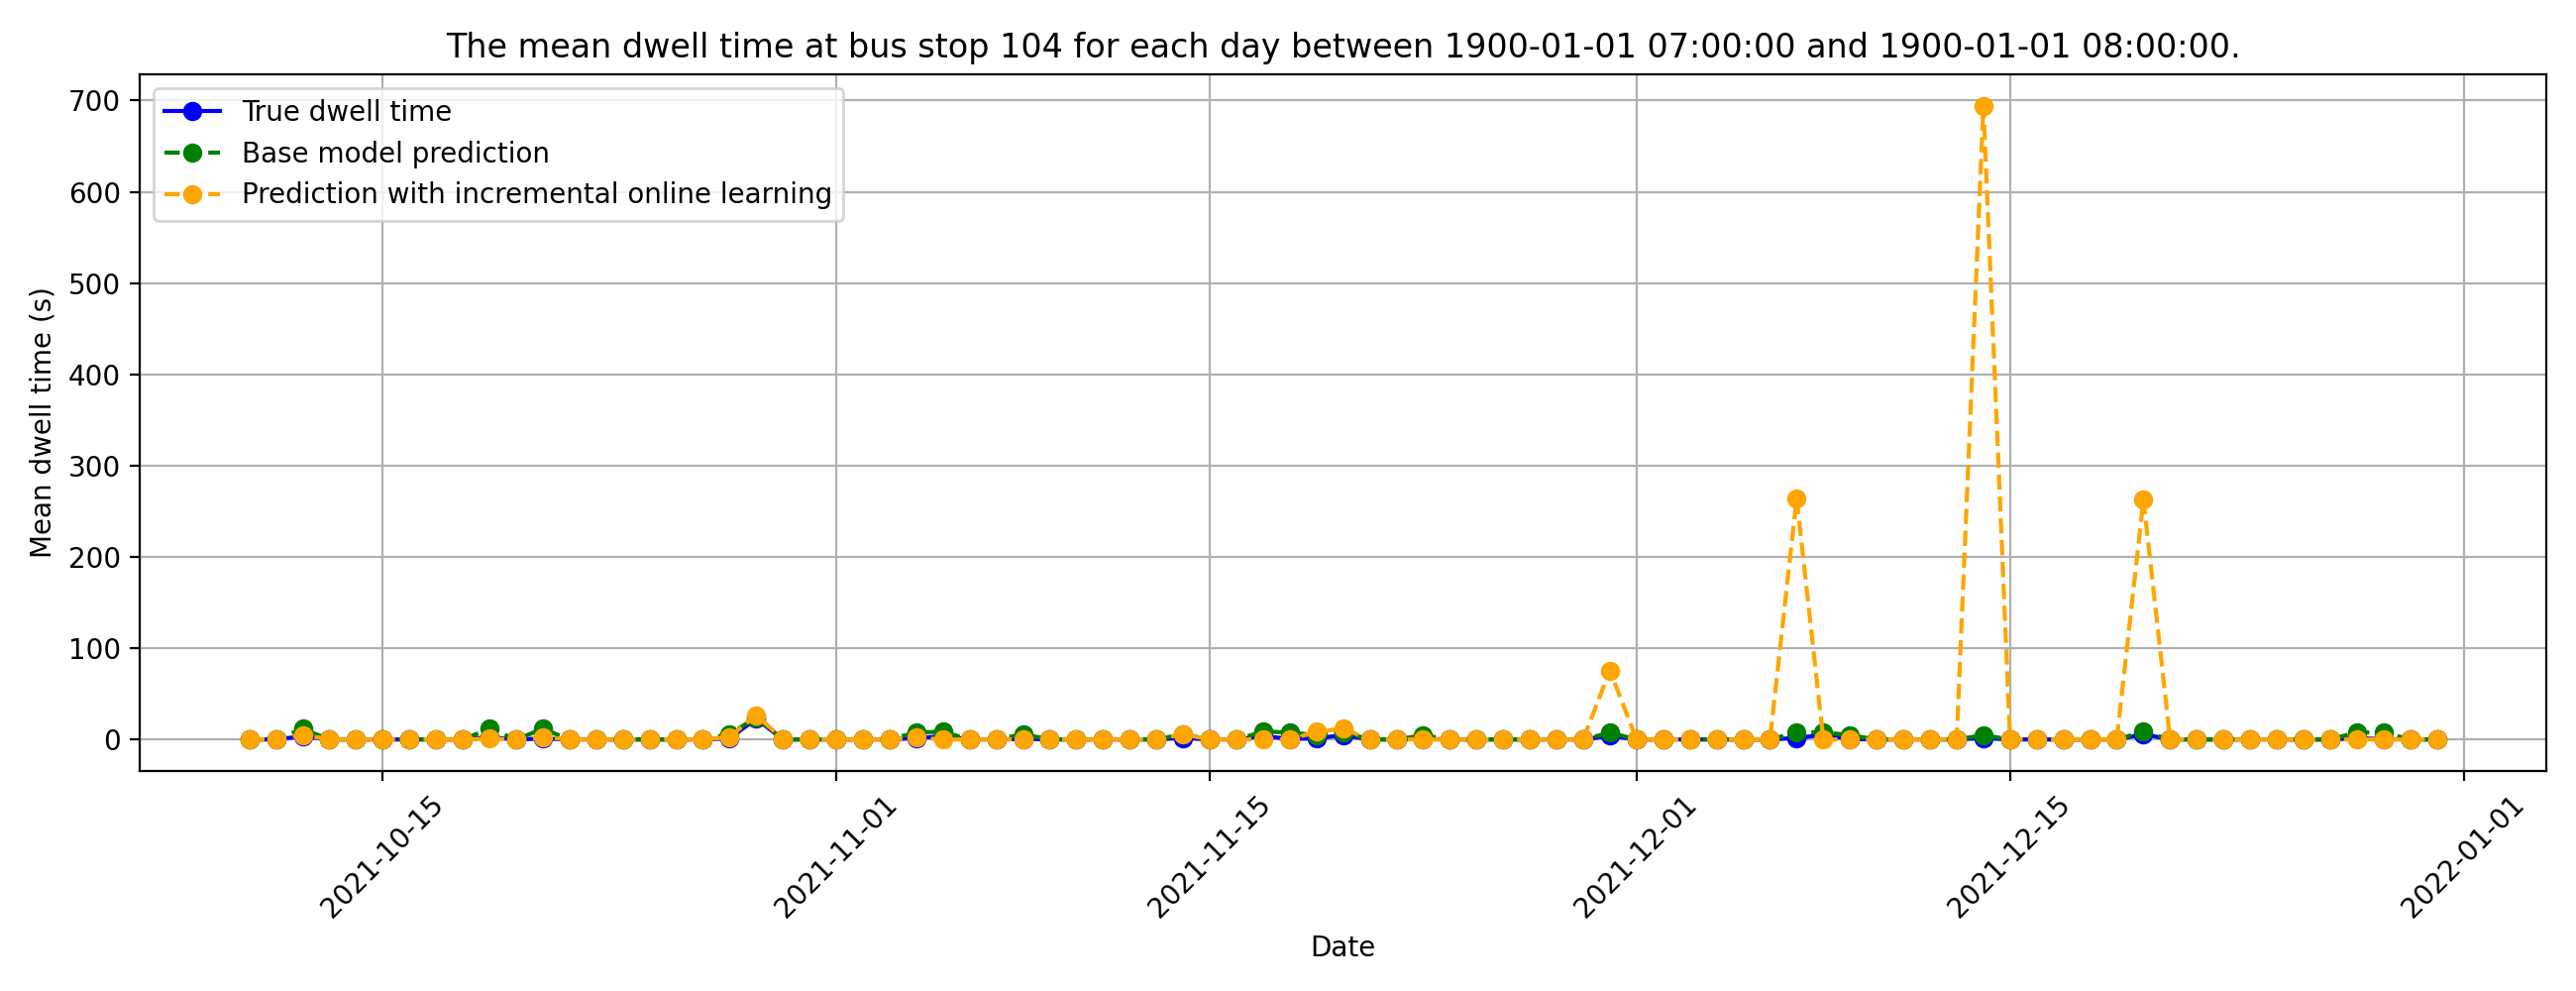 The mean dwell time at bus stop 104 for each day between 1900-01-01 07:00:00 and 1900-01-01 08:00:00.
True dwell time
Base model prediction
Prediction with incremental online learning
Mean dwell time (s)
700
600
500
400
300
200
100
0
2021-10-15
2021-11-01
2021-11-15
2021-12-01
2021-12-15
2022-01-01
Date